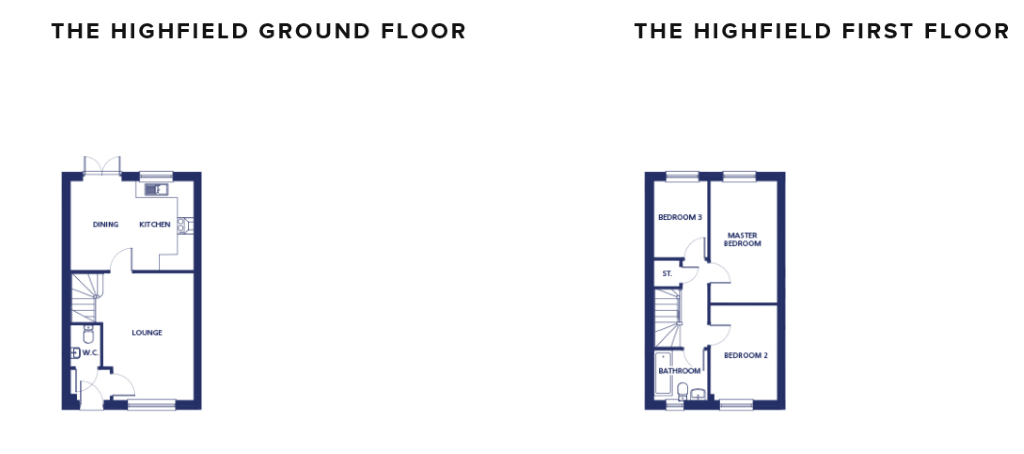 THE HIGHFIELD GROUND FLOOR
DINING
KITCHEN
LOUNGE
W.C.
THE HIGHFIELD FIRST FLOOR
BEDROOM 3
MASTER
BEDROOM
ST.
BEDROOM 2
BATHROOM